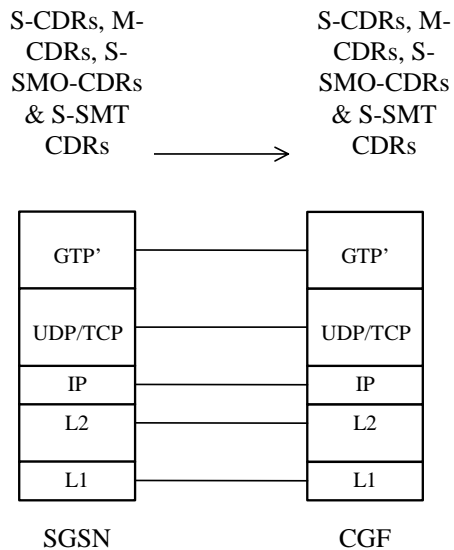 S-CDRs, M-
CDRs, S-
SMO-CDRs
& S-SMT
CDRs
S-CDRs, M-
CDRs, S-
SMO-CDRs
& S-SMT
CDRs
GTP’
GTP’
UDP/TCP
UDP/TCP
IP
IP
L2
L2
L1
L1
SGSN
CGF